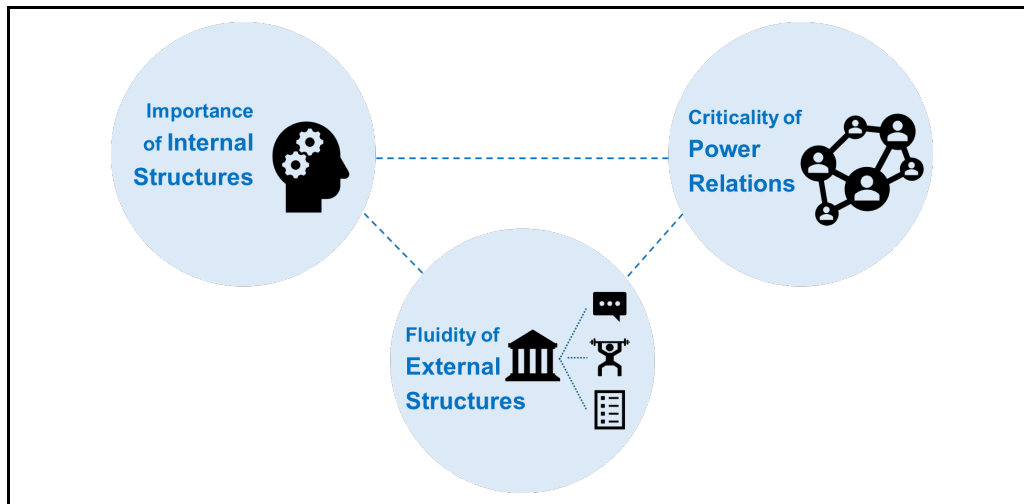 Importance
of Internal
Structures
Criticality of
Power
Relations
Fluidity of
External
Structures